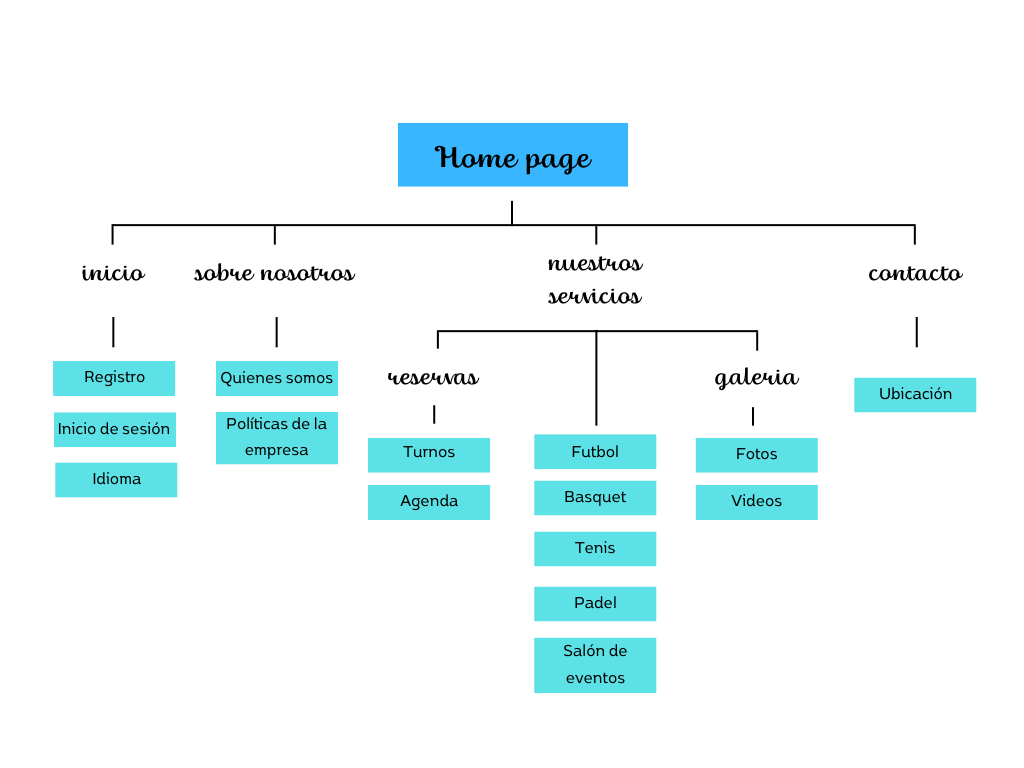 Home page
inicio
sobre nosotros
nuestros
servicios
contacto
Registro
Inicio de sesión
Idioma
Quienes somos
Políticas de la
empresa
reservas
Turnos
Agenda
Futbol
Basquet
Tenis
Padel
Salón de
eventos
galeria
Fotos
Videos
Ubicación